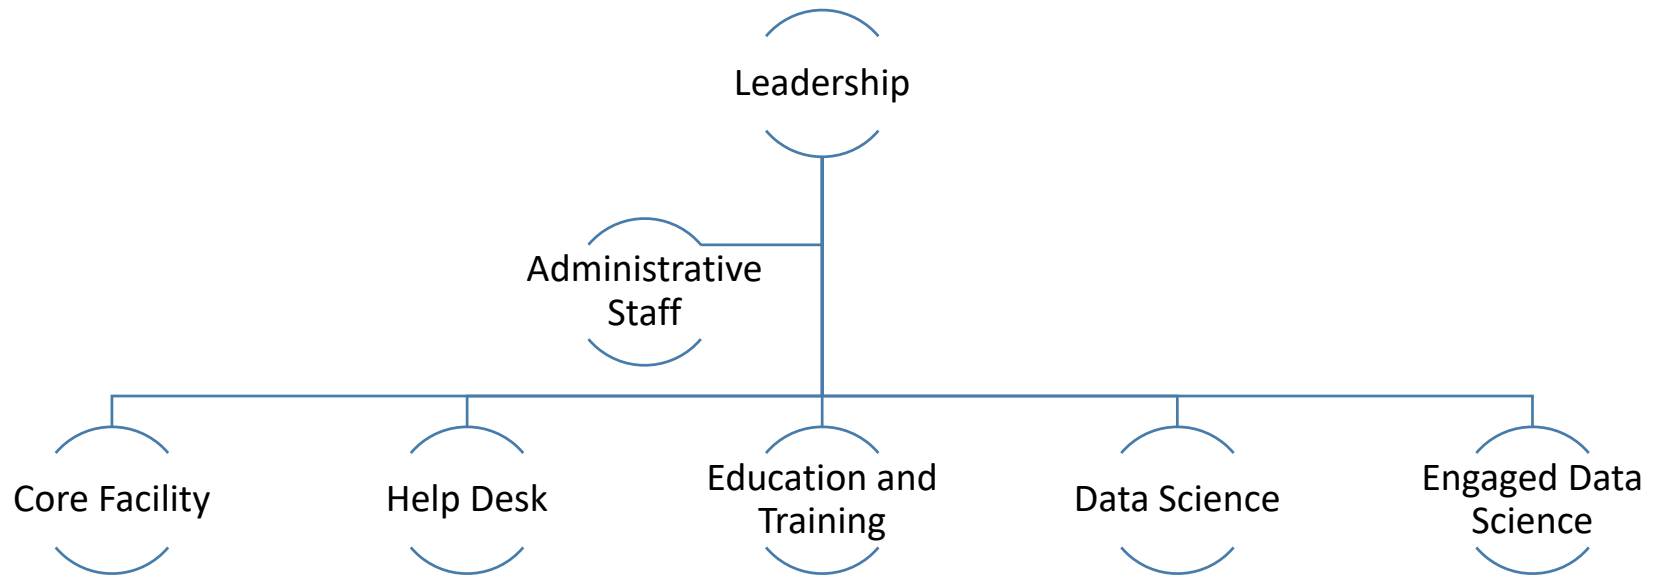 Leadership
Administrative
Staff
Core Facility
Help Desk
Education and
Training
Data Science
Engaged Data
Science